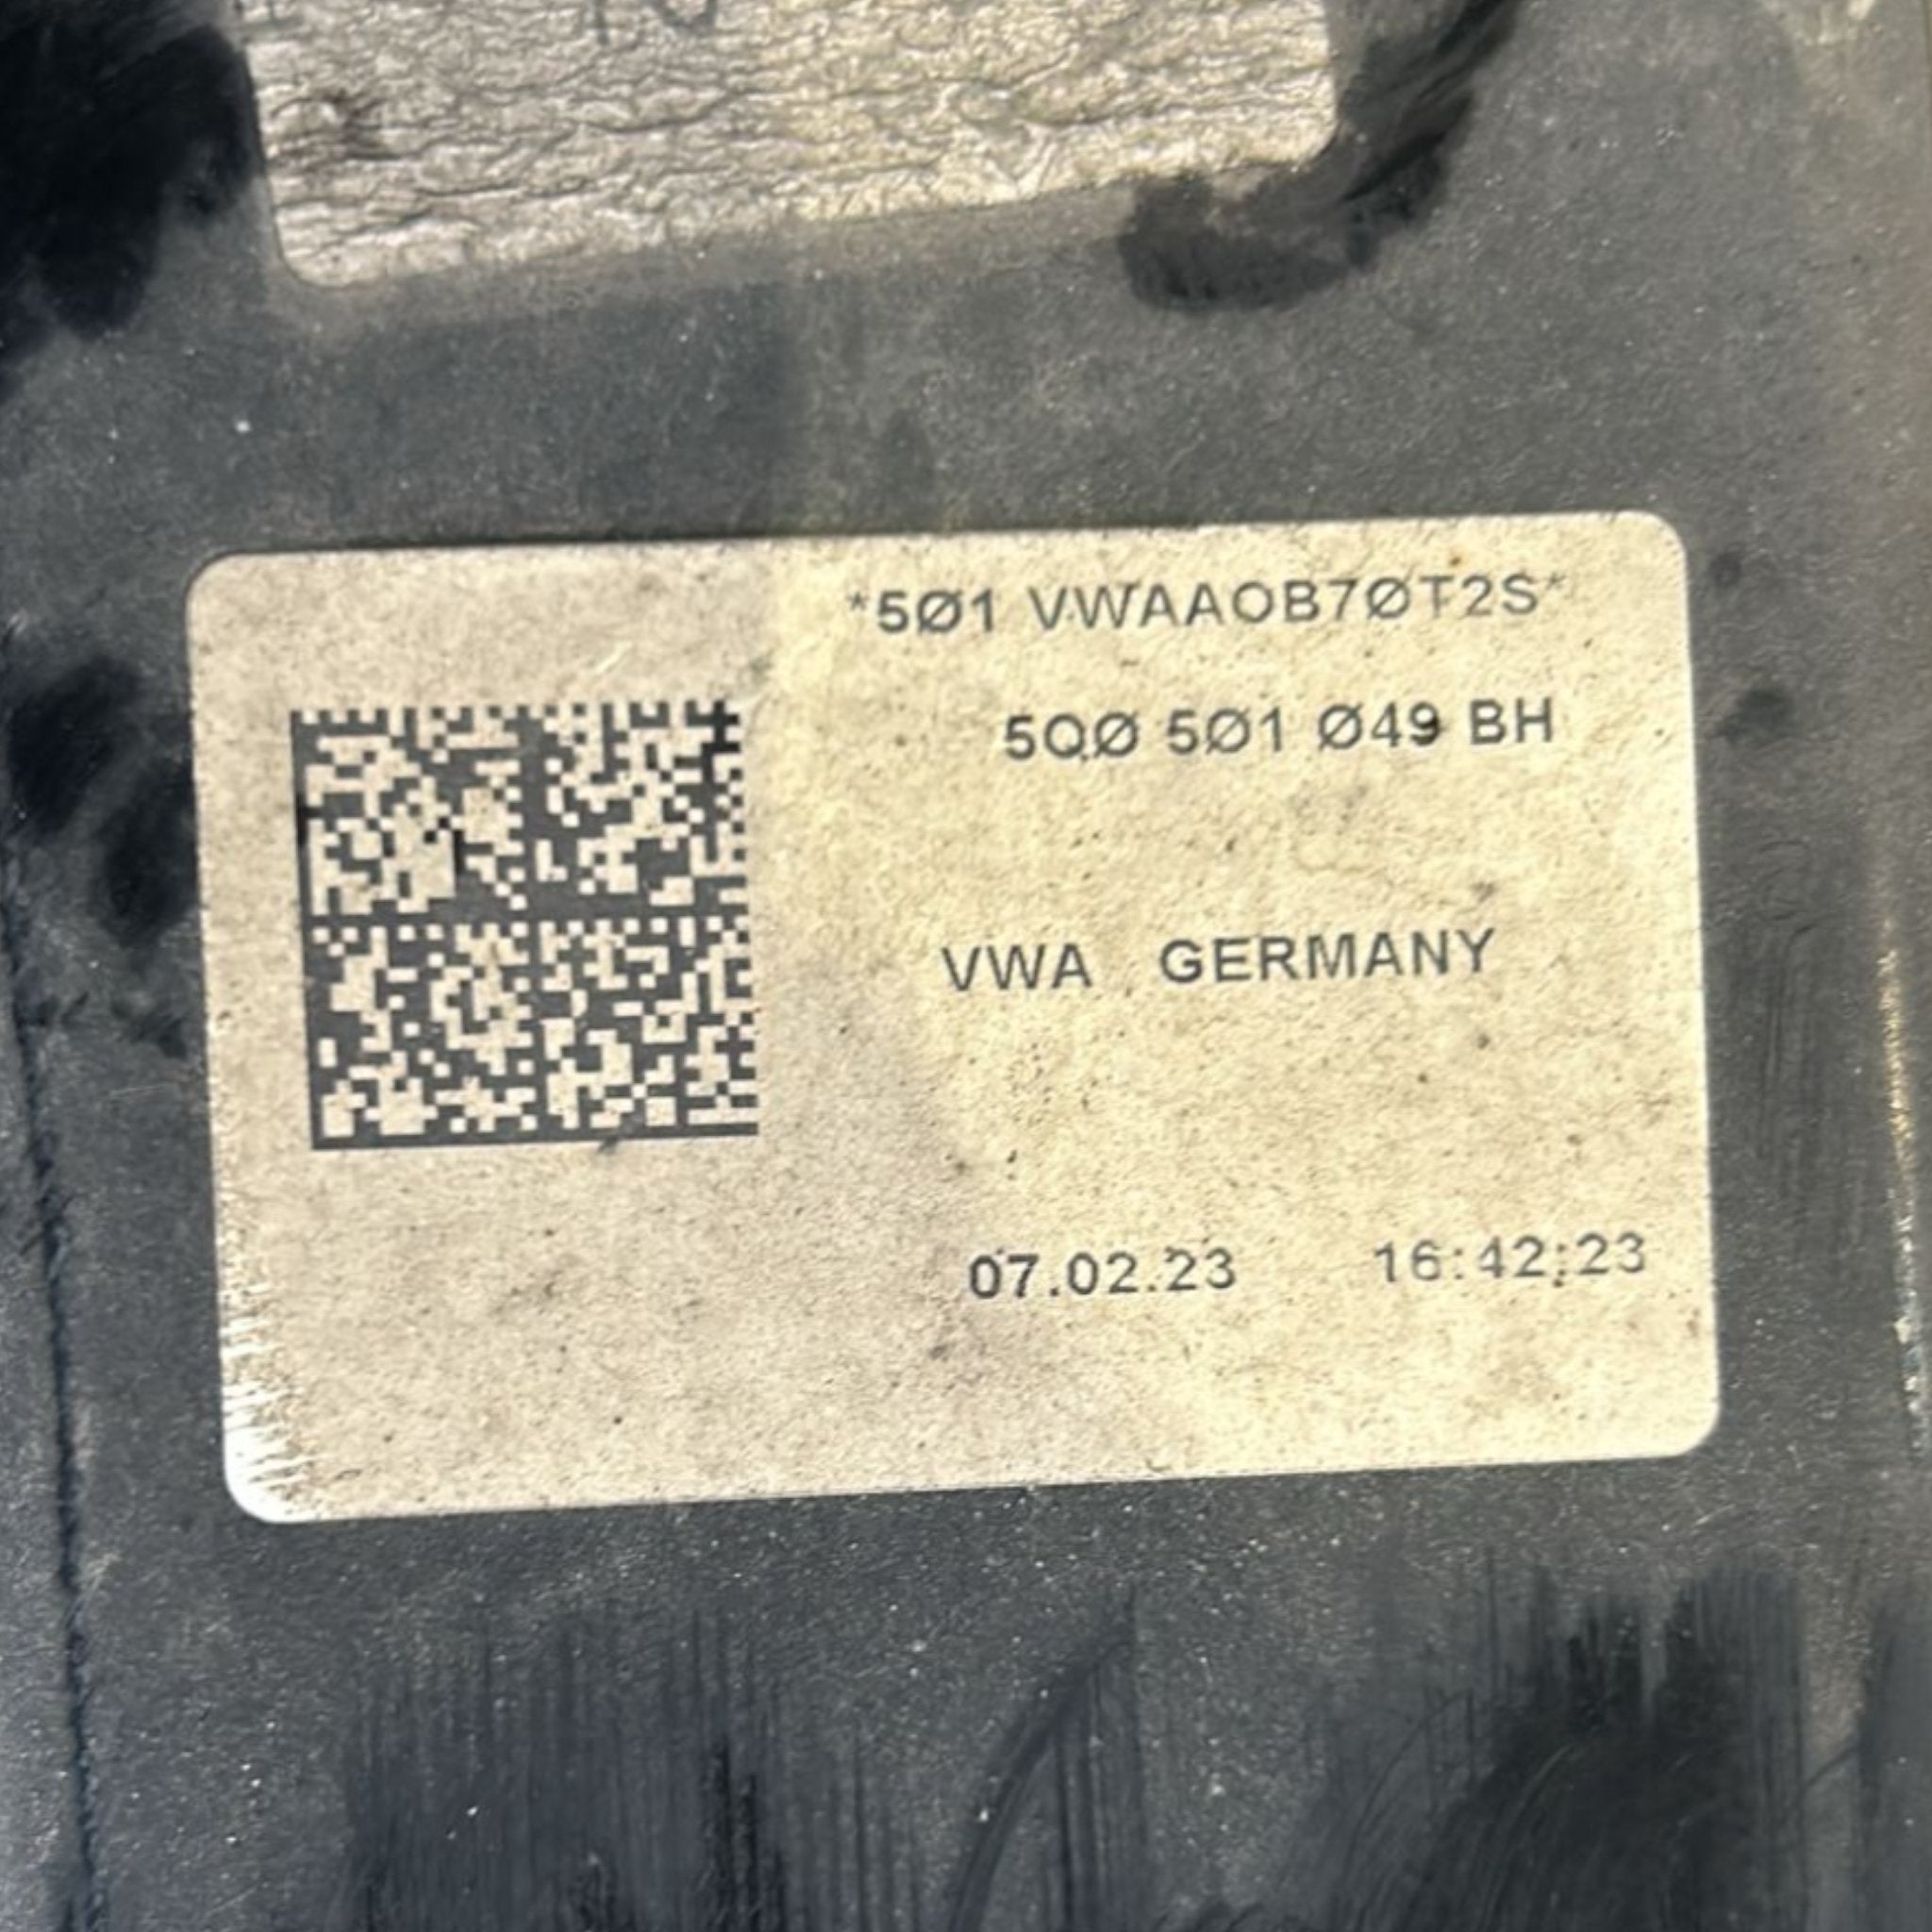 *5Ø1 VWAAOB7ØT2S*
5QØ 5Ø1 Ø49 BH
VWA GERMANY
07.02.23 16:42:23